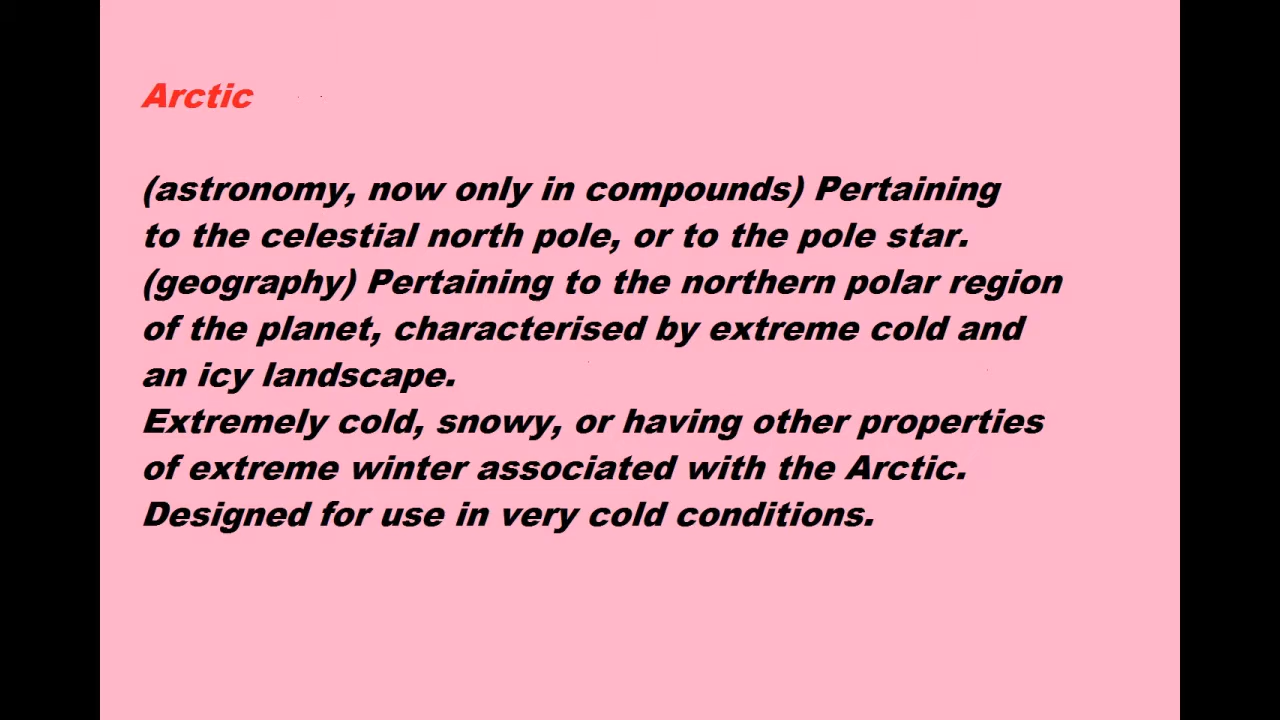 Arctic
(astronomy, now only in compounds) Pertaining
to the celestial north pole, or to the pole star.
(geography) Pertaining to the northern polar region
of the planet, characterised by extreme cold and
an icy landscape.
Extremely cold, snowy, or having other properties
of extreme winter associated with the Arctic.
Designed for use in very cold conditions.